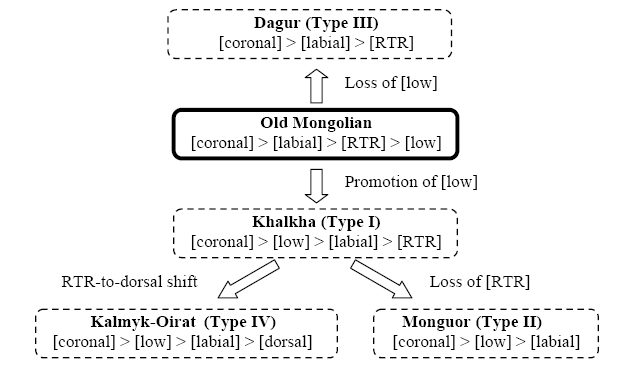 Dagur (Type III)
[coronal] > [labial] > [RTR]
Loss of [low]
Old Mongolian
[coronal] > [labial] > [RTR] > [low]
Promotion of [low]
Khalkha (Type I)
[coronal] > [low] > [labial] > [RTR]
RTR-to-dorsal shift
Loss of [RTR]
Kalmyk-Oirat (Type IV)
[coronal] > [low] > [labial] > [dorsal]
Monguor (Type II)
[coronal] > [low] > [labial]